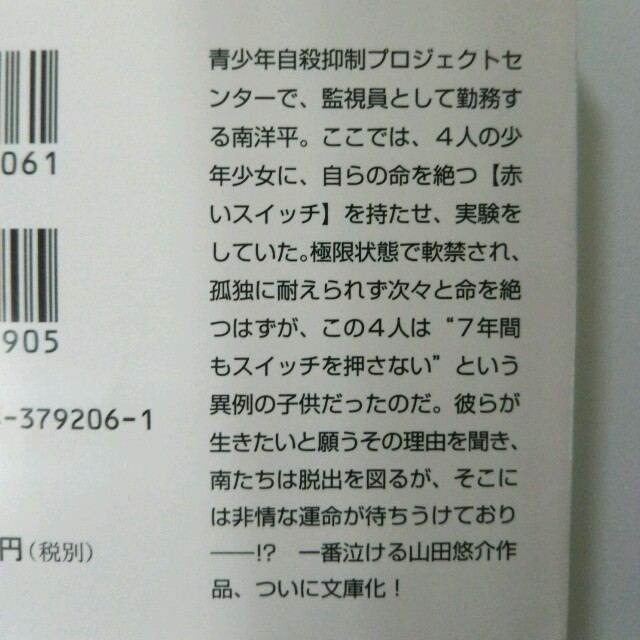 061
905
-379206-1
円（税別）
青少年自殺抑制プロジェクトセ
ンターで、監視員として勤務す
る南洋平。ここでは、４人の少
年少女に、自らの命を絶つ【赤
いスイッチ】を持たせ、実験を
していた。極限状態で軟禁され、
孤独に耐えられず次々と命を絶
つはずが、この４人は“７年間
もスイッチを押さない”という
異例の子供だったのだ。彼らが
生きたいと願うその理由を聞き、
南たちは脱出を図るが、そこに
は非情な運命が待ちうけており
――!?　一番泣ける山田悠介作
品、ついに文庫化！